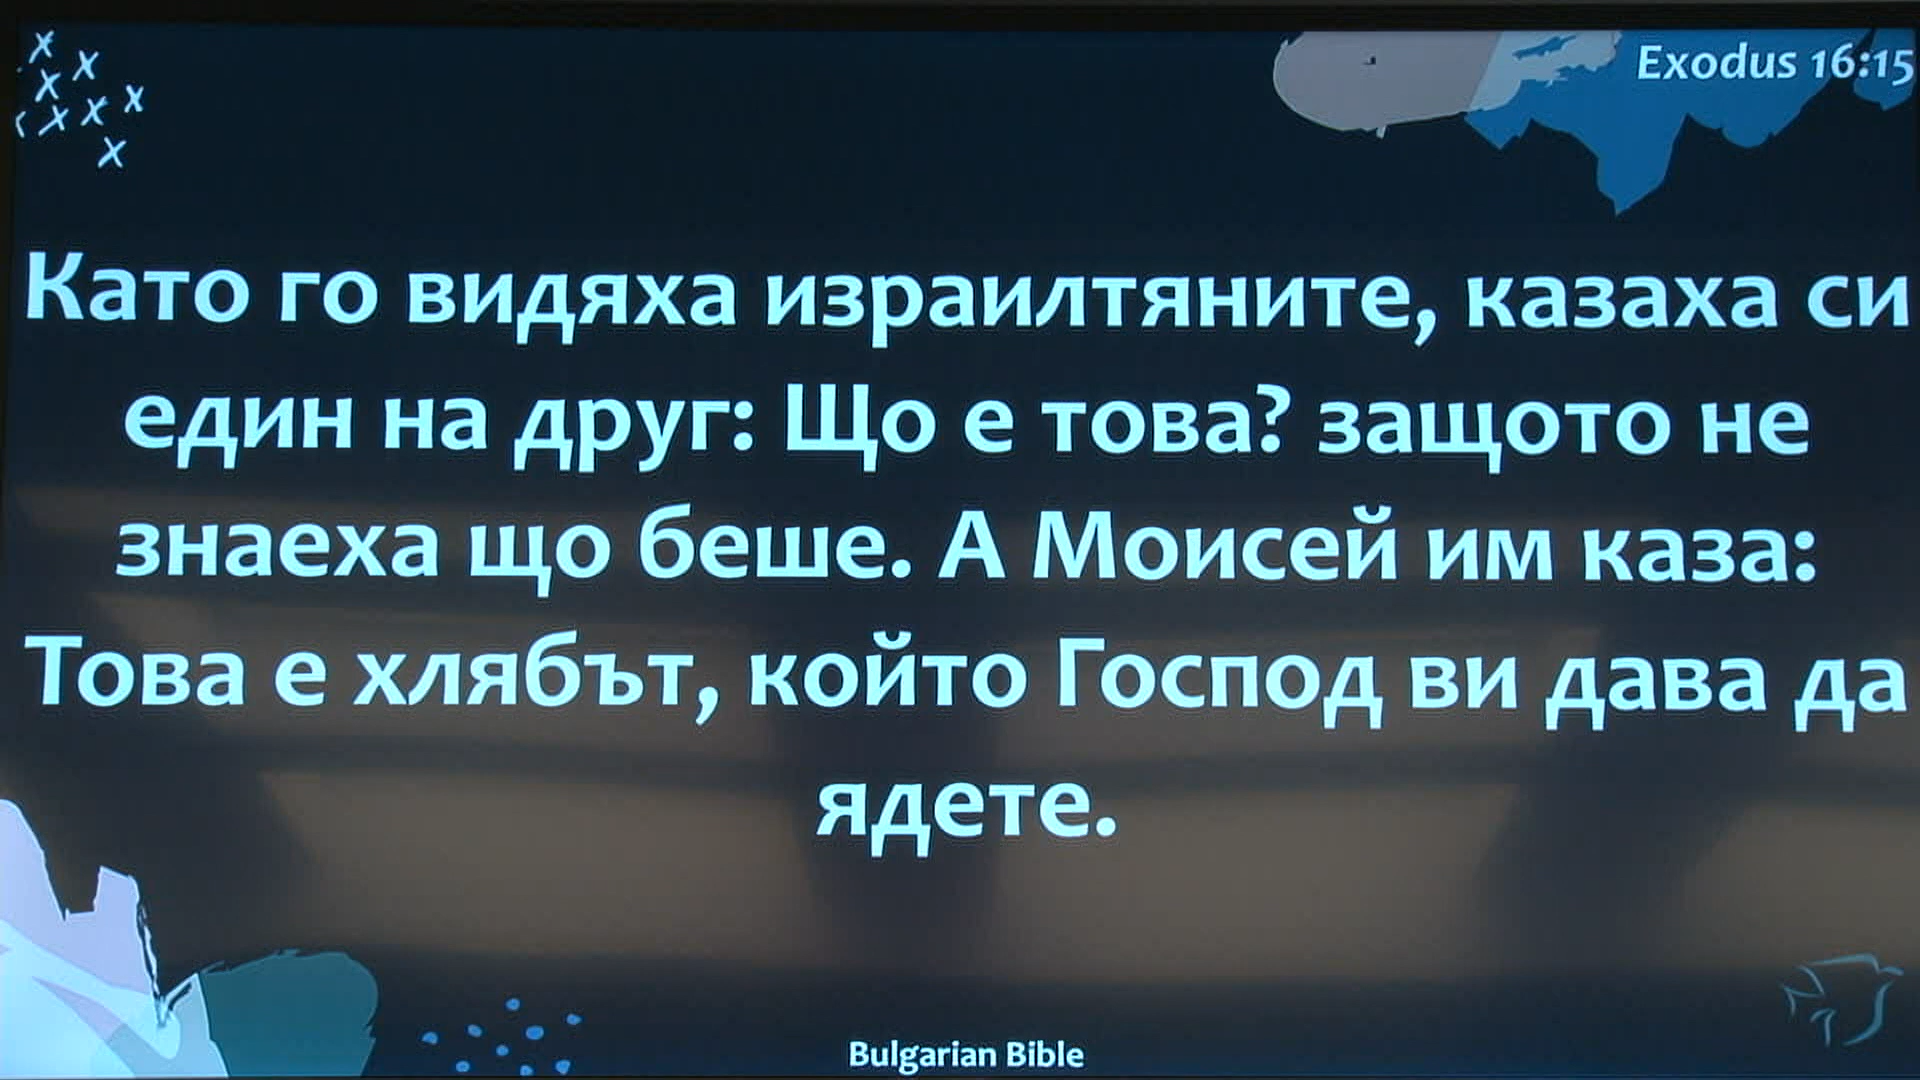 Exodus 16:15
Като го видяха израилтяните, казаха си
един на друг: Що е това? защото не
знаеха що беше. А Моисей им каза:
Това е хлябът, който Господ ви дава да
ядете.
Bulgarian Bible